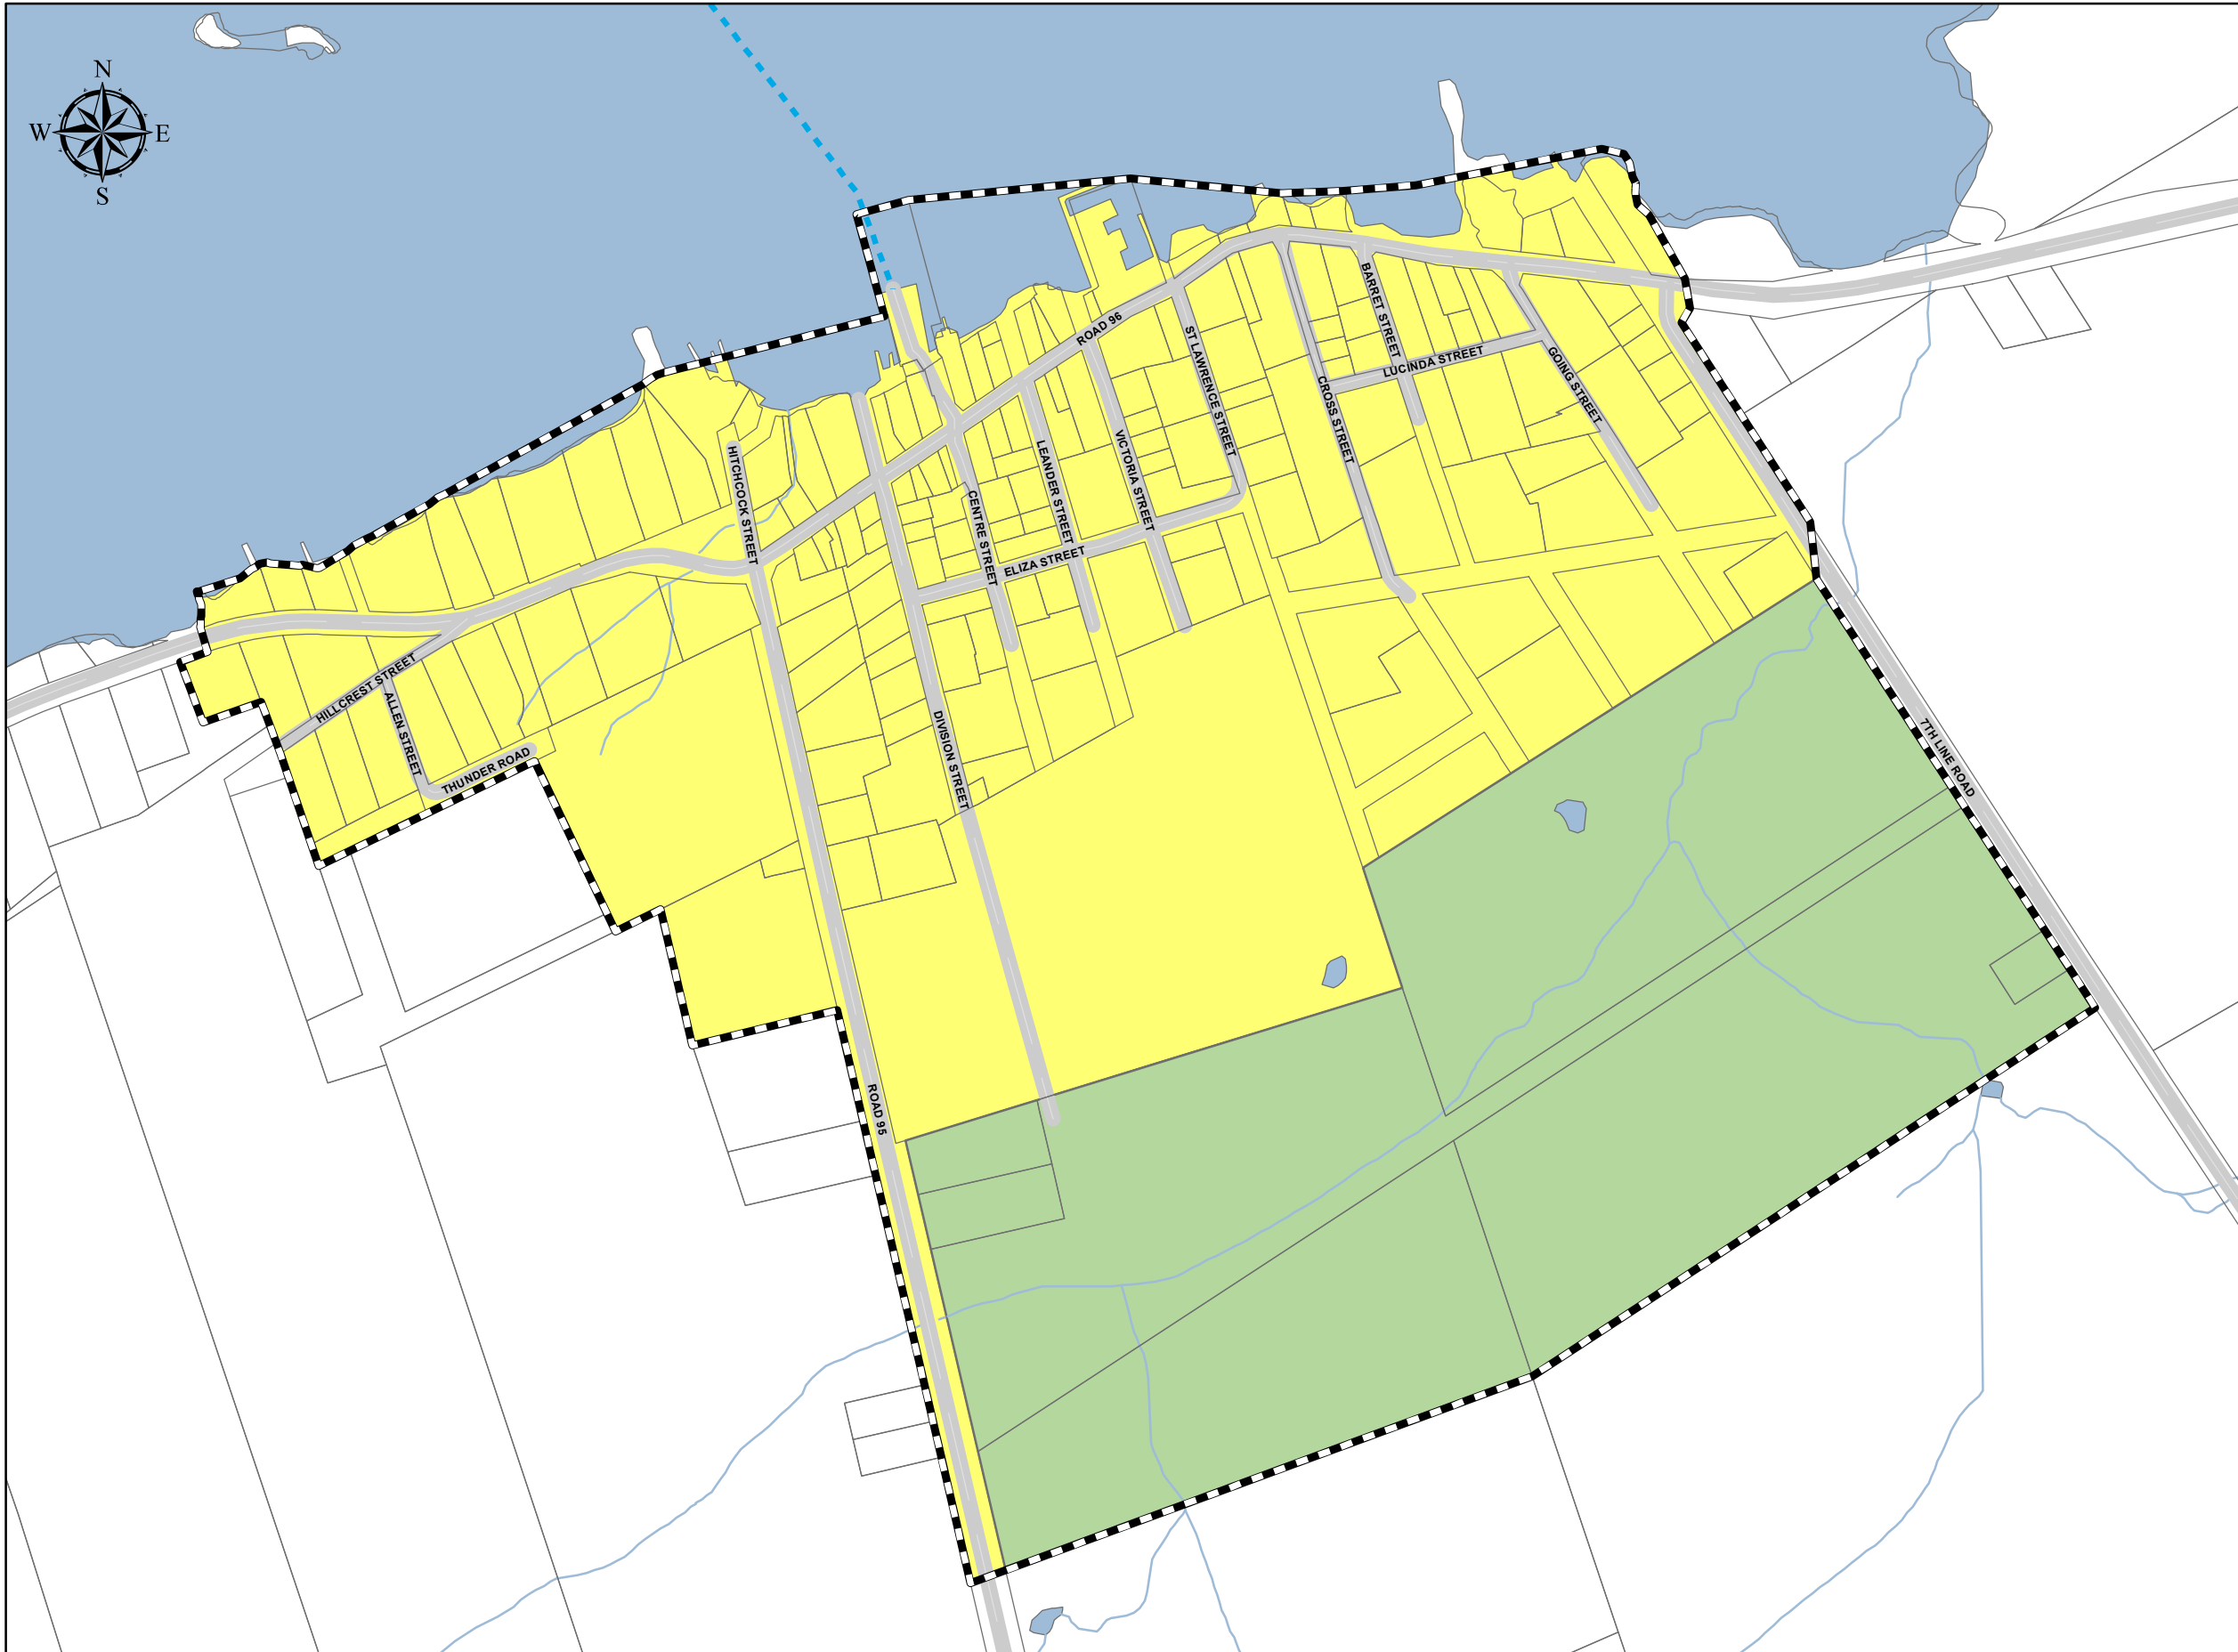 N
W E
S
ROAD 96
BARRET STREET
ST LAWRENCE STREET
LUCINDA STREET
GOING STREET
CROSS STREET
HITCHCOCK STREET
LEANDER STREET
VICTORIA STREET
CENTRE STREET
ELIZA STREET
HILLCREST STREET
ALLEN STREET
THUNDER ROAD
DIVISION STREET
7TH LINE ROAD
ROAD 95